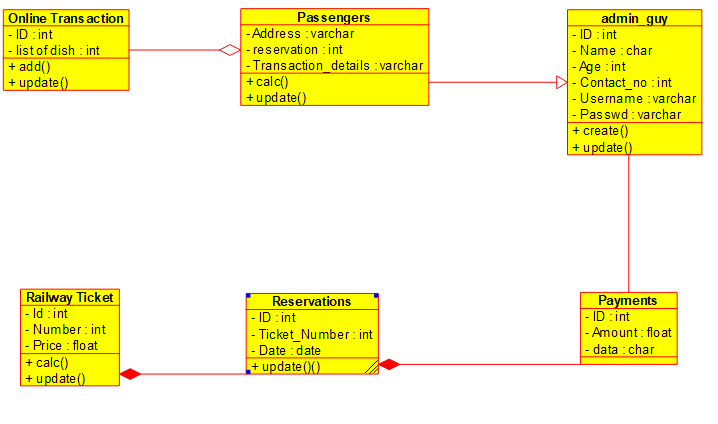 Online Transaction
- ID : int
- list of dish : int
+ add()
+ update()
Passengers
- Address : varchar
- reservation : int
- Transaction_details : varchar
+ calc()
+ update()
admin_guy
- ID : int
- Name : char
- Age : int
- Contact_no : int
- Username : varchar
- Passwd : varchar
+ create()
+ update()
Railway Ticket
- Id : int
- Number : int
- Price : float
+ calc()
+ update()
Reservations
- ID : int
- Ticket_Number : int
- Date : date
+ update()()
Payments
- ID : int
- Amount : float
- data : char